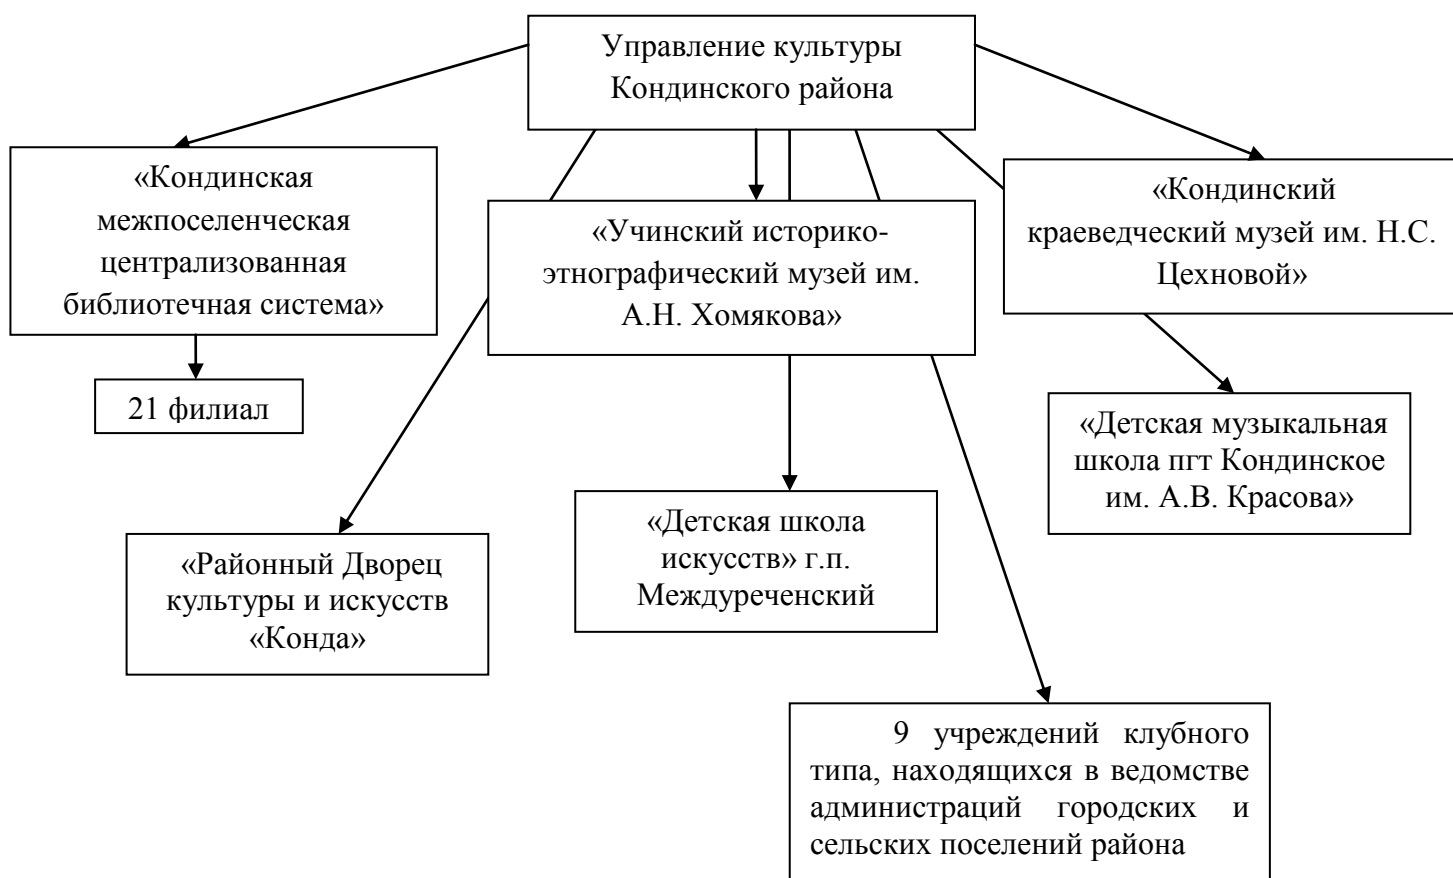 Управление культуры
Кондинского района
«Кондинская
межпоселенческая
централизованная
библиотечная система»
«Учинский историко-
этнографический музей им.
А.Н. Хомякова»
«Кондинский
краеведческий музей им. Н.С.
Цехновой»
21 филиал
«Детская музыкальная
школа пгт Кондинское
им. А.В. Красова»
«Районный Дворец
культуры и искусств
«Конда»
«Детская школа
искусств» г.п.
Междуреченский
9 учреждений клубного
типа, находящихся в ведомстве
администраций городских и
сельских поселений района